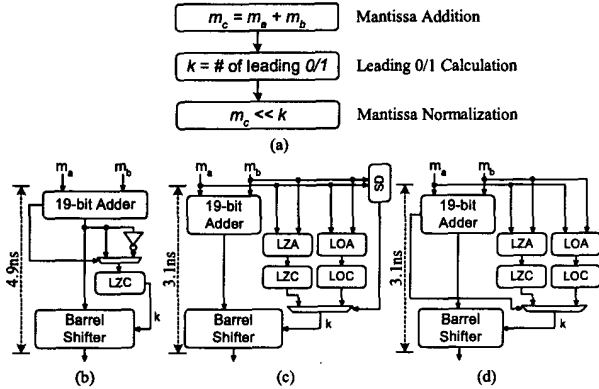 m_c = m_a + m_b
Mantissa Addition
k = # of leading 0/1
Leading 0/1 Calculation
m_c << k
Mantissa Normalization
(a)
m_a
m_b
19-bit Adder
LZC
k
Barrel
Shifter
4.9ns
(b)
m_a
m_b
SD
19-bit Adder
LZA
LOA
LZC
LOC
k
Barrel
Shifter
3.1ns
(c)
m_a
m_b
19-bit Adder
LZA
LOA
LZC
LOC
k
Barrel
Shifter
3.1ns
(d)